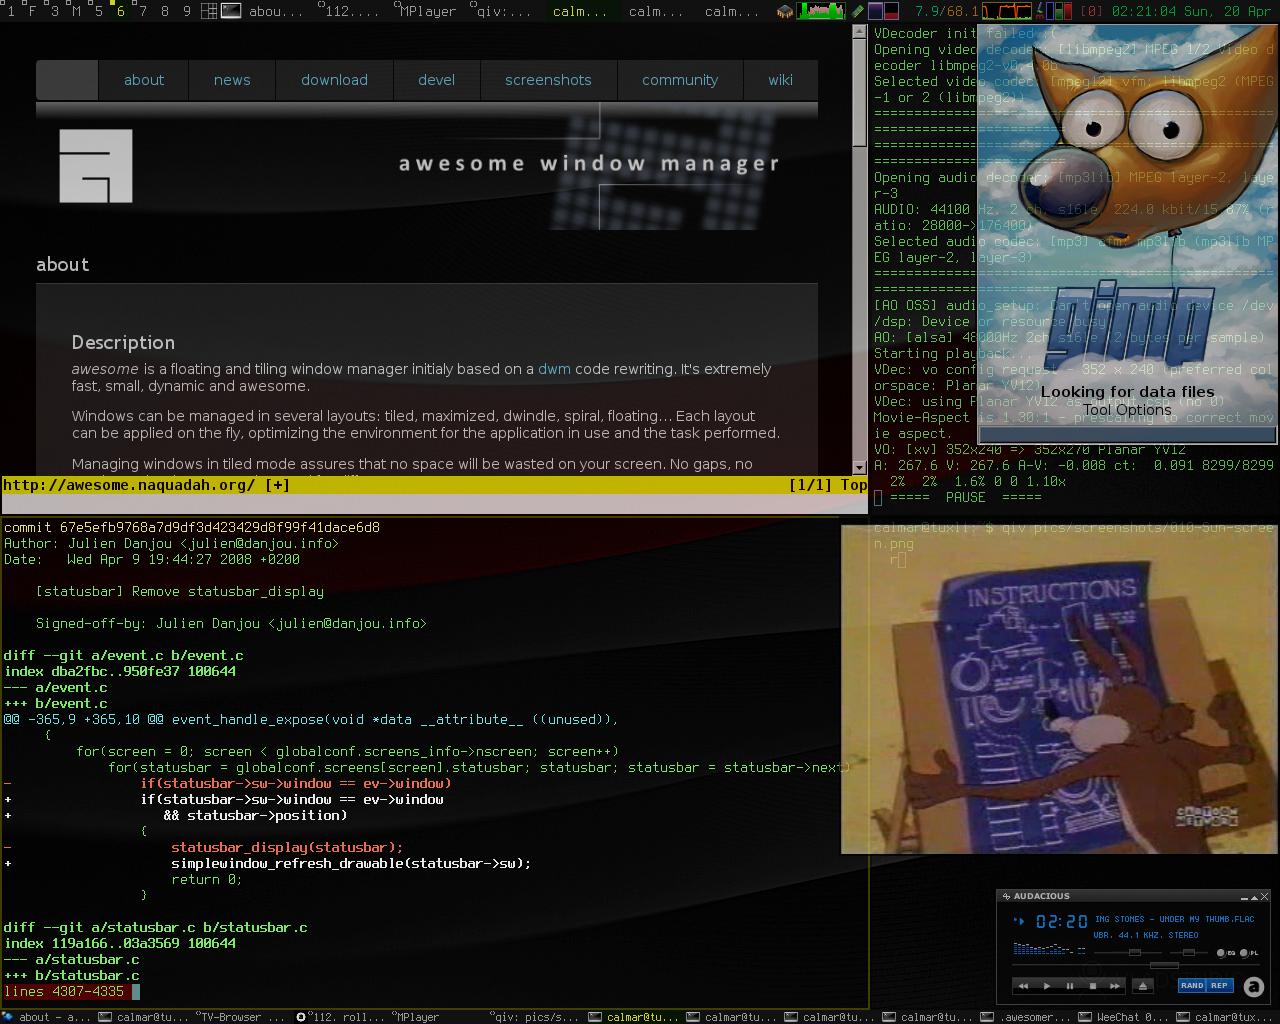 1 F 3 M 5 6 7 8 9 abou... °112.... °MPlayer °qiv:... calm... calm... calm... 7.9/68.1 [0] 02:21:04 Sun, 20 Apr
about news download devel screenshots community wiki
awesome window manager
about
Description
awesome is a floating and tiling window manager initialy based on a dwm code rewriting. It's extremely
fast, small, dynamic and awesome.
Windows can be managed in several layouts: tiled, maximized, dwindle, spiral, floating... Each layout
can be applied on the fly, optimizing the environment for the application in use and the task performed.
Managing windows in tiled mode assures that no space will be wasted on your screen. No gaps, no
http://awesome.naquadah.org/ [+] [1/1] Top
VDecoder init failed :(
Opening video decoder: [libmpeg2] MPEG 1/2 Video d
ecoder libmpeg2-v0.4.0b
Selected video codec: [mpeg12] vfm: libmpeg2 (MPEG
-1 or 2 (libmpeg2))
==================================================
==================================================
Opening audio decoder: [mp3lib] MPEG layer-2, laye
r-3
AUDIO: 44100 Hz, 2 ch, s16le, 224.0 kbit/15.87% (r
atio: 28000->176400)
Selected audio codec: [mp3] afm: mp3lib (mp3lib MP
EG layer-2, layer-3)
==================================================
[AO OSS] audio_setup: Can't open audio device /dev
/dsp: Device or resource busy
AO: [alsa] 48000Hz 2ch s16le (2 bytes per sample)
Starting playback...
VDec: vo config request - 352 x 240 (preferred col
orspace: Planar YV12)
VDec: using Planar YV12 as output csp (no 0)
Movie-Aspect is 1.30:1 - prescaling to correct mov
ie aspect.
VO: [xv] 352x240 => 352x270 Planar YV12
A: 267.6 V: 267.6 A-V: -0.008 ct: 0.091 8299/8299
2% 2% 1.6% 0 0 1.10x
===== PAUSE =====
gimp
Looking for data files
Tool Options
commit 67e5efb9768a7d9df3d423429d8f99f41dace6d8
Author: Julien Danjou <julien@danjou.info>
Date: Wed Apr 9 19:44:27 2008 +0200
[statusbar] Remove statusbar_display
Signed-off-by: Julien Danjou <julien@danjou.info>
diff --git a/event.c b/event.c
index dba2fbc..950fe37 100644
--- a/event.c
+++ b/event.c
@@ -365,9 +365,10 @@ event_handle_expose(void *data __attribute__ ((unused)),
{
for(screen = 0; screen < globalconf.screens_info->nscreen; screen++)
for(statusbar = globalconf.screens[screen].statusbar; statusbar; statusbar = statusbar->next)
- if(statusbar->sw->window == ev->window)
+ if(statusbar->sw->window == ev->window
+ && statusbar->position)
{
- statusbar_display(statusbar);
+ simplewindow_refresh_drawable(statusbar->sw);
return 0;
}
diff --git a/statusbar.c b/statusbar.c
index 119a166..03a3569 100644
--- a/statusbar.c
+++ b/statusbar.c
lines 4307-4335
calmar@tuxli:~$ qiv pics/screenshots/010-Sun-scree
n.png
r
INSTRUCTIONS
CARTOON
NETWORK
AUDACIOUS
02:20 ING STONES - UNDER MY THUMB.FLAC
VBR, 44.1 KHZ, STEREO
EQ PL
RAND REP
about - a... calmar@tu... °TV-Browser ... °112. roll... °MPlayer °qiv: pics/s... calmar@tu... calmar@tu... calmar@tu... calmar@tu... .awesomer... WeeChat 0... calmar@tux...